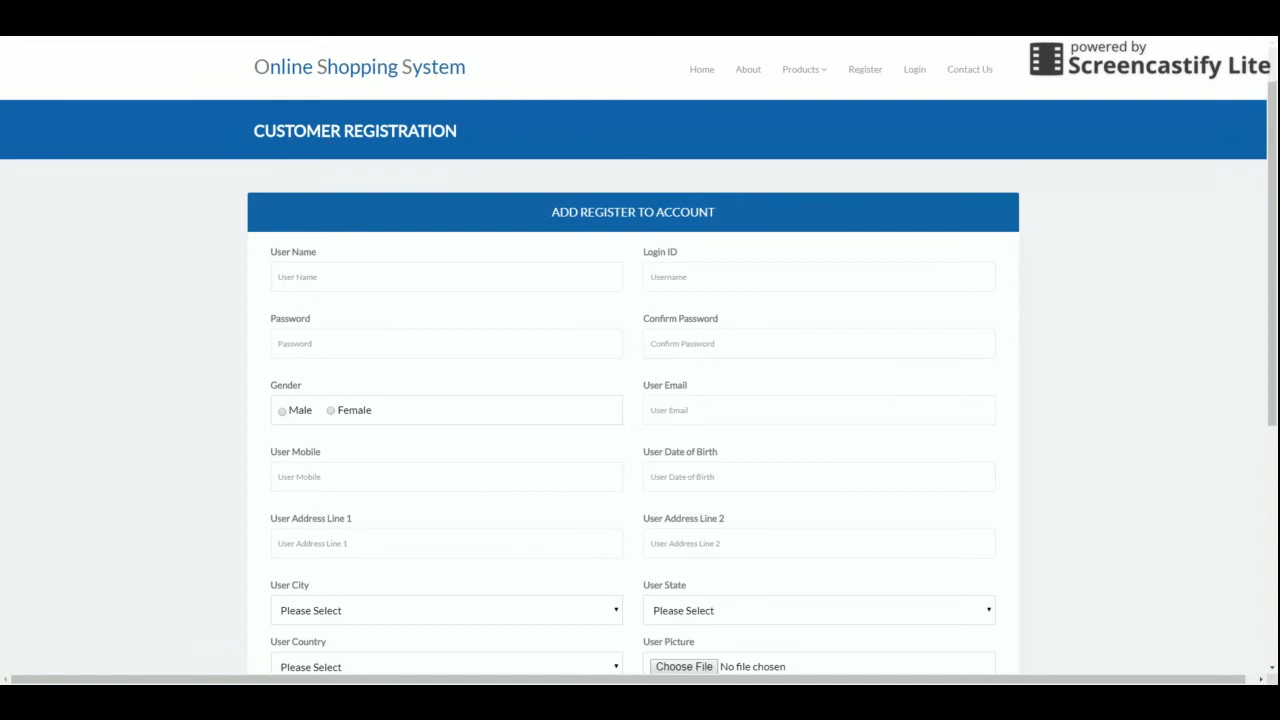 powered by
Screencastify Lite
Online Shopping System
Home About Products Register Login Contact Us
CUSTOMER REGISTRATION
ADD REGISTER TO ACCOUNT
User Name Login ID
User Name Username
Password Confirm Password
Password Confirm Password
Gender User Email
Male Female User Email
User Mobile User Date of Birth
User Mobile User Date of Birth
User Address Line 1 User Address Line 2
User Address Line 1 User Address Line 2
User City User State
Please Select Please Select
User Country User Picture
Please Select Choose File No file chosen